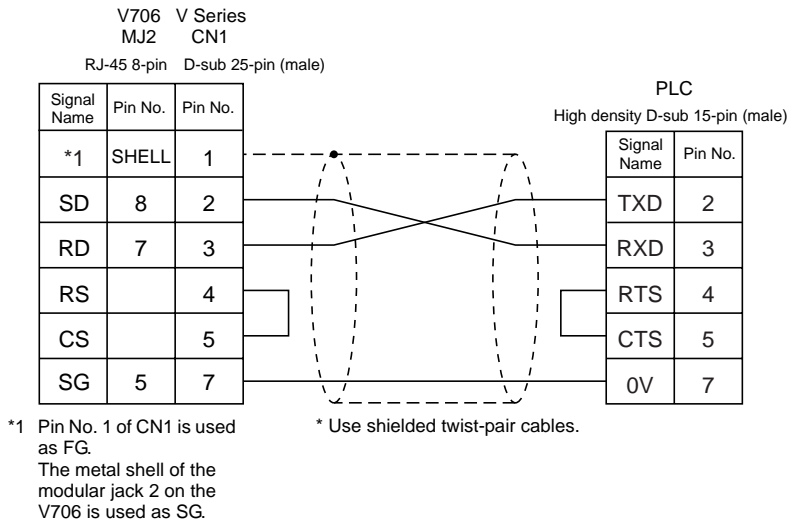 V706 V Series
MJ2 CN1
RJ-45 8-pin D-sub 25-pin (male)
Signal Name Pin No. Pin No.
*1 SHELL 1
SD 8 2
RD 7 3
RS 4
CS 5
SG 5 7
PLC
High density D-sub 15-pin (male)
Signal Name Pin No.
TXD 2
RXD 3
RTS 4
CTS 5
0V 7
*1 Pin No. 1 of CN1 is used
as FG.
The metal shell of the
modular jack 2 on the
V706 is used as SG.
* Use shielded twist-pair cables.